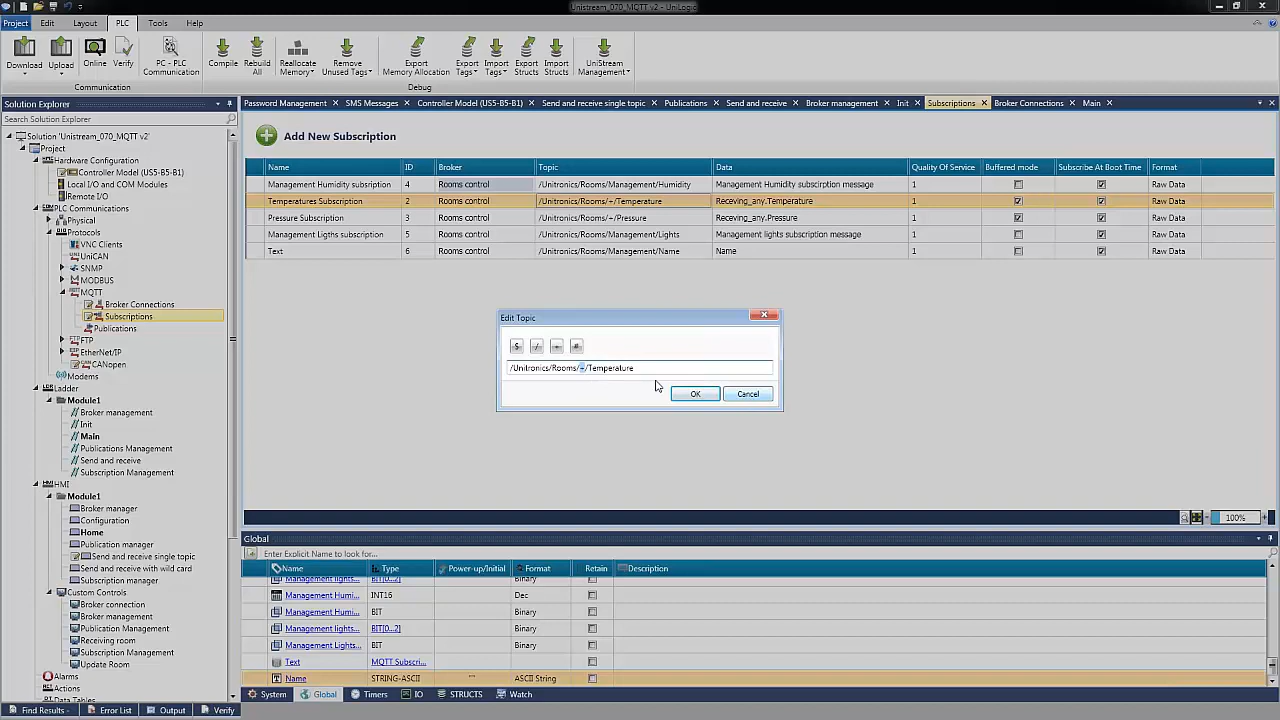 Unistream_070_MQTT v2* - UniLogic
Project Edit Layout PLC Tools Help
Download Upload Online Verify PC - PLC Communication Compile Rebuild All Reallocate Memory Remove Unused Tags Export Memory Allocation Export Tags Import Tags Export Structs Import Structs UniStream Management
Communication Debug
Solution Explorer
Password Management SMS Messages Controller Model (US5-B5-B1) Send and receive single topic Publications Send and receive Broker management Init Subscriptions Broker Connections Main
Search Solution Explorer
Solution 'Unistream_070_MQTT v2'
Project
Hardware Configuration
Controller Model (US5-B5-B1)
Local I/O and COM Modules
Remote I/O
PLC Communications
Physical
Protocols
VNC Clients
UniCAN
SNMP
MODBUS
MQTT
Broker Connections
Subscriptions
Publications
FTP
EtherNet/IP
CANopen
Modems
Ladder
Module1
Broker management
Init
Main
Publications Management
Send and receive
Subscription Management
HMI
Module1
Broker manager
Configuration
Home
Publication manager
Send and receive single topic
Send and receive with wild card
Subscription manager
Custom Controls
Broker connection
Broker management
Publication Management
Receiving room
Subscription Management
Update Room
Alarms
Actions
Data Tables
Add New Subscription
Name ID Broker Topic Data Quality Of Service Buffered mode Subscribe At Boot Time Format
Management Humidity subsription 4 Rooms control /Unitronics/Rooms/Management/Humidity Management Humidity subscirption message 1 Raw Data
Temperatures Subscription 2 Rooms control /Unitronics/Rooms/+/Temperature Receving_any.Temperature 1 Raw Data
Pressure Subscription 3 Rooms control /Unitronics/Rooms/+/Pressure Receving_any.Pressure 1 Raw Data
Management Ligths subscription 5 Rooms control /Unitronics/Rooms/Management/Lights Management lights subscription message 1 Raw Data
Text 6 Rooms control /Unitronics/Rooms/Management/Name Name 1 Raw Data
Edit Topic
$ / + #
/Unitronics/Rooms/+/Temperature
OK Cancel
100%
Global
Enter Explicit Name to look for...
Name Type Power-up/Initial Format Retain Description
Management lights... BIT[0...2] Binary
Management Humi... INT16 Dec
Management Humi... BIT Binary
Management lights... BIT[0...2] Binary
Management Lights... BIT Binary
Text MQTT Subscri...
Name STRING-ASCII "" ASCII String
System Global Timers IO STRUCTS Watch
Find Results Error List Output Verify